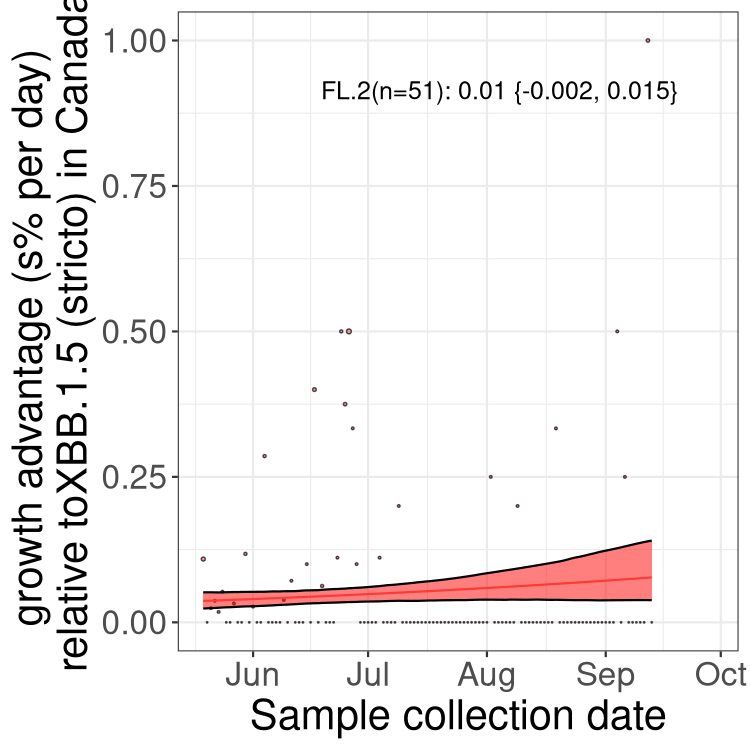 growth advantage (s% per day)
relative toXBB.1.5 (stricto) in Canada
1.00
0.75
0.50
0.25
0.00
FL.2(n=51): 0.01 {-0.002, 0.015}
Jun Jul Aug Sep Oct
Sample collection date